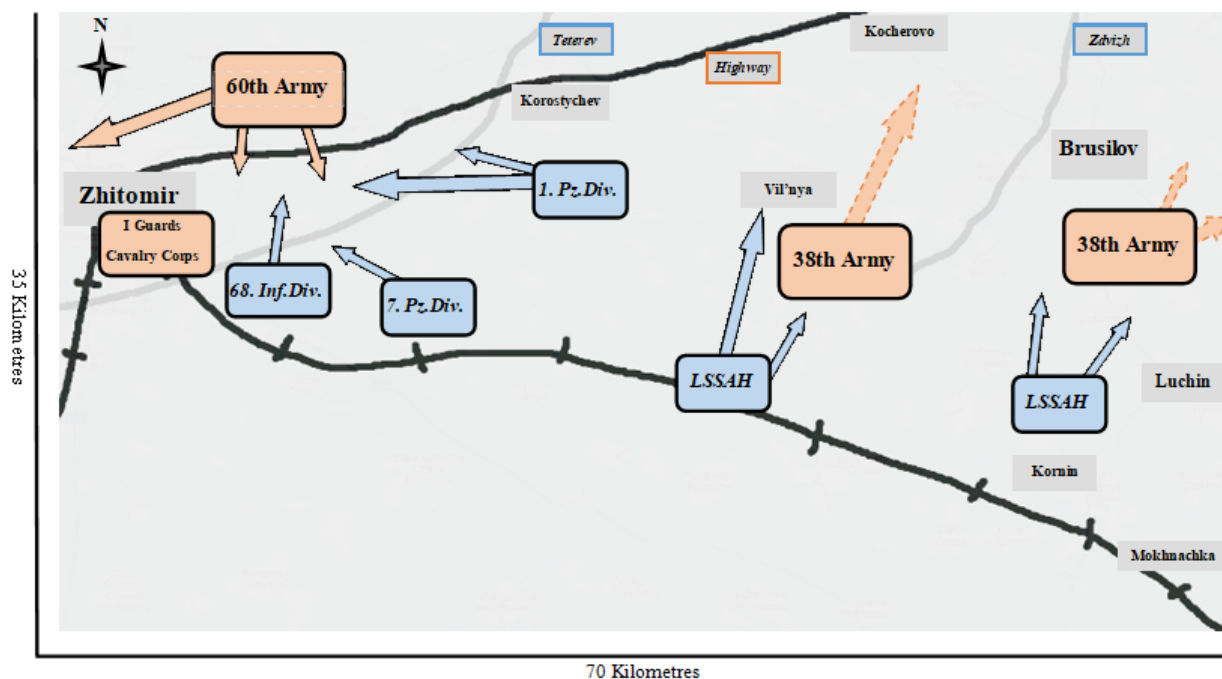 N
Teterev
Kocherovo
Zdvizh
Highway
60th Army
Korostychev
Brusilov
Zhitomir
1. Pz.Div.
Vil'nya
I Guards
Cavalry Corps
38th Army
38th Army
68. Inf.Div.
7. Pz.Div.
LSSAH
LSSAH
Luchin
Kornin
Mokhnachka
35 Kilometres
70 Kilometres